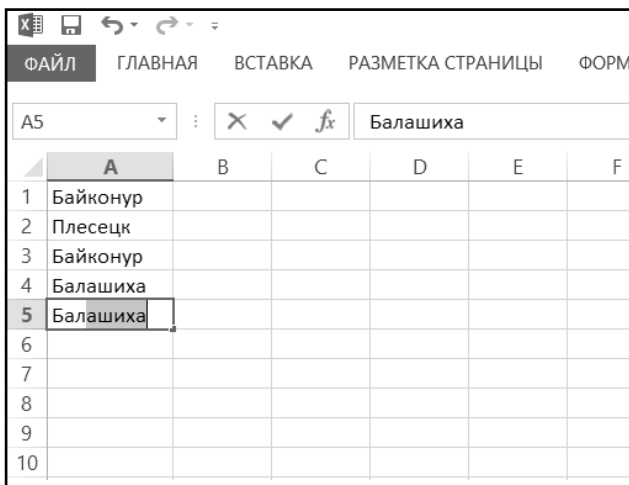 ФАЙЛ ГЛАВНАЯ ВСТАВКА РАЗМЕТКА СТРАНИЦЫ ФОРМ
A5 fx Балашиха
A B C D E F
1 Байконур
2 Плесецк
3 Байконур
4 Балашиха
5 Балашиха
6
7
8
9
10